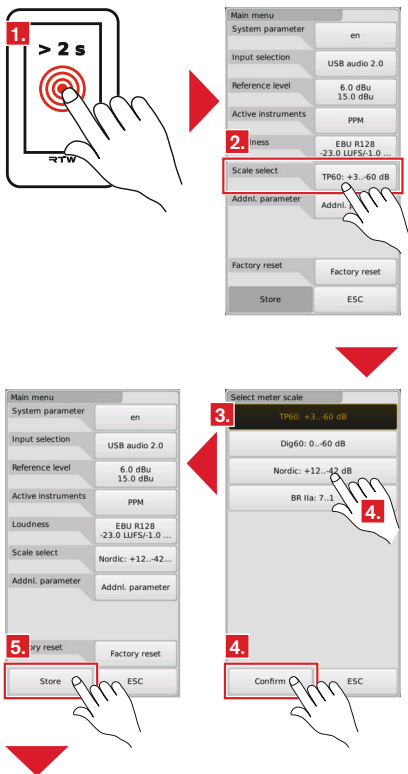 1.
> 2 s
RTW
Main menu
System parameter
en
Input selection
USB audio 2.0
Reference level
6.0 dBu
15.0 dBu
Active instruments
PPM
2.
ness
EBU R128
-23.0 LUFS/-1.0 ...
Scale select
TP60: +3..-60 dB
Addnl. parameter
Addnl.
Factory reset
Factory reset
Store
ESC
Select meter scale
3.
TP60: +3..-60 dB
Dig60: 0..-60 dB
Nordic: +12..-42 dB
BR IIa: 7..1
4.
4.
Confirm
ESC
Main menu
System parameter
en
Input selection
USB audio 2.0
Reference level
6.0 dBu
15.0 dBu
Active instruments
PPM
Loudness
EBU R128
-23.0 LUFS/-1.0 ...
Scale select
Nordic: +12..-42...
Addnl. parameter
Addnl. parameter
5.
ory reset
Factory reset
Store
ESC